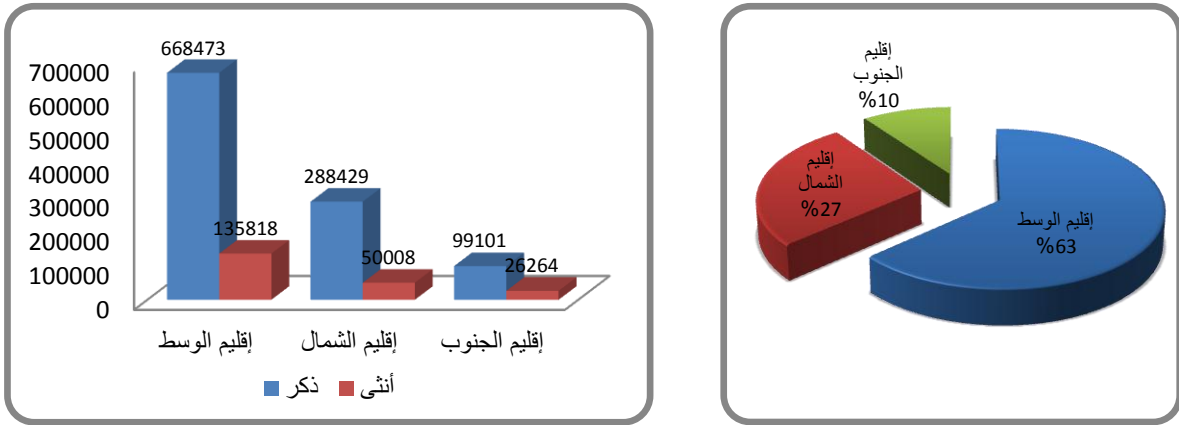 668473
288429
99101
135818
50008
26264
700000
600000
500000
400000
300000
200000
100000
0
إقليم الوسط
إقليم الشمال
إقليم الجنوب
ذكر
أنثى
إقليم
الجنوب
%10
إقليم
الشمال
%27
إقليم الوسط
%63